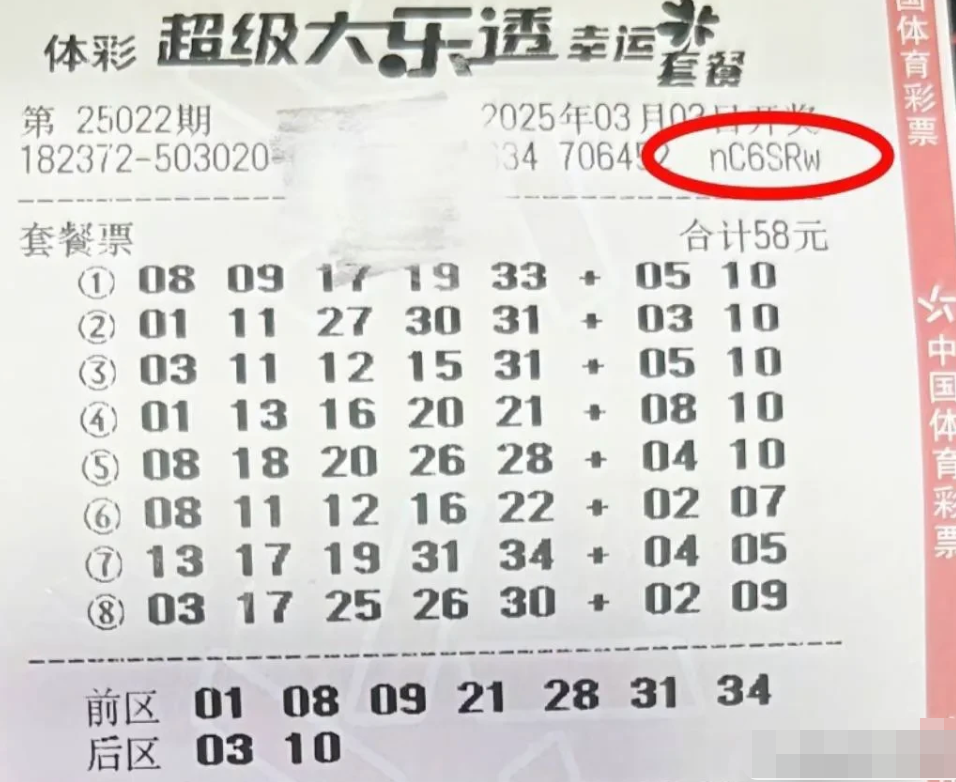 体彩 超级大乐透 幸运 套餐
第 25022期 2025年03月03日开奖
182372-503020- 34 706452 nC6SRw
套餐票 合计58元
① 08 09 17 19 33 + 05 10
② 01 11 27 30 31 + 03 10
③ 03 11 12 15 31 + 05 10
④ 01 13 16 20 21 + 08 10
⑤ 08 18 20 26 28 + 04 10
⑥ 08 11 12 16 22 + 02 07
⑦ 13 17 19 31 34 + 04 05
⑧ 03 17 25 26 30 + 02 09
前区 01 08 09 21 28 31 34
后区 03 10
国体育彩票
中国体育彩票